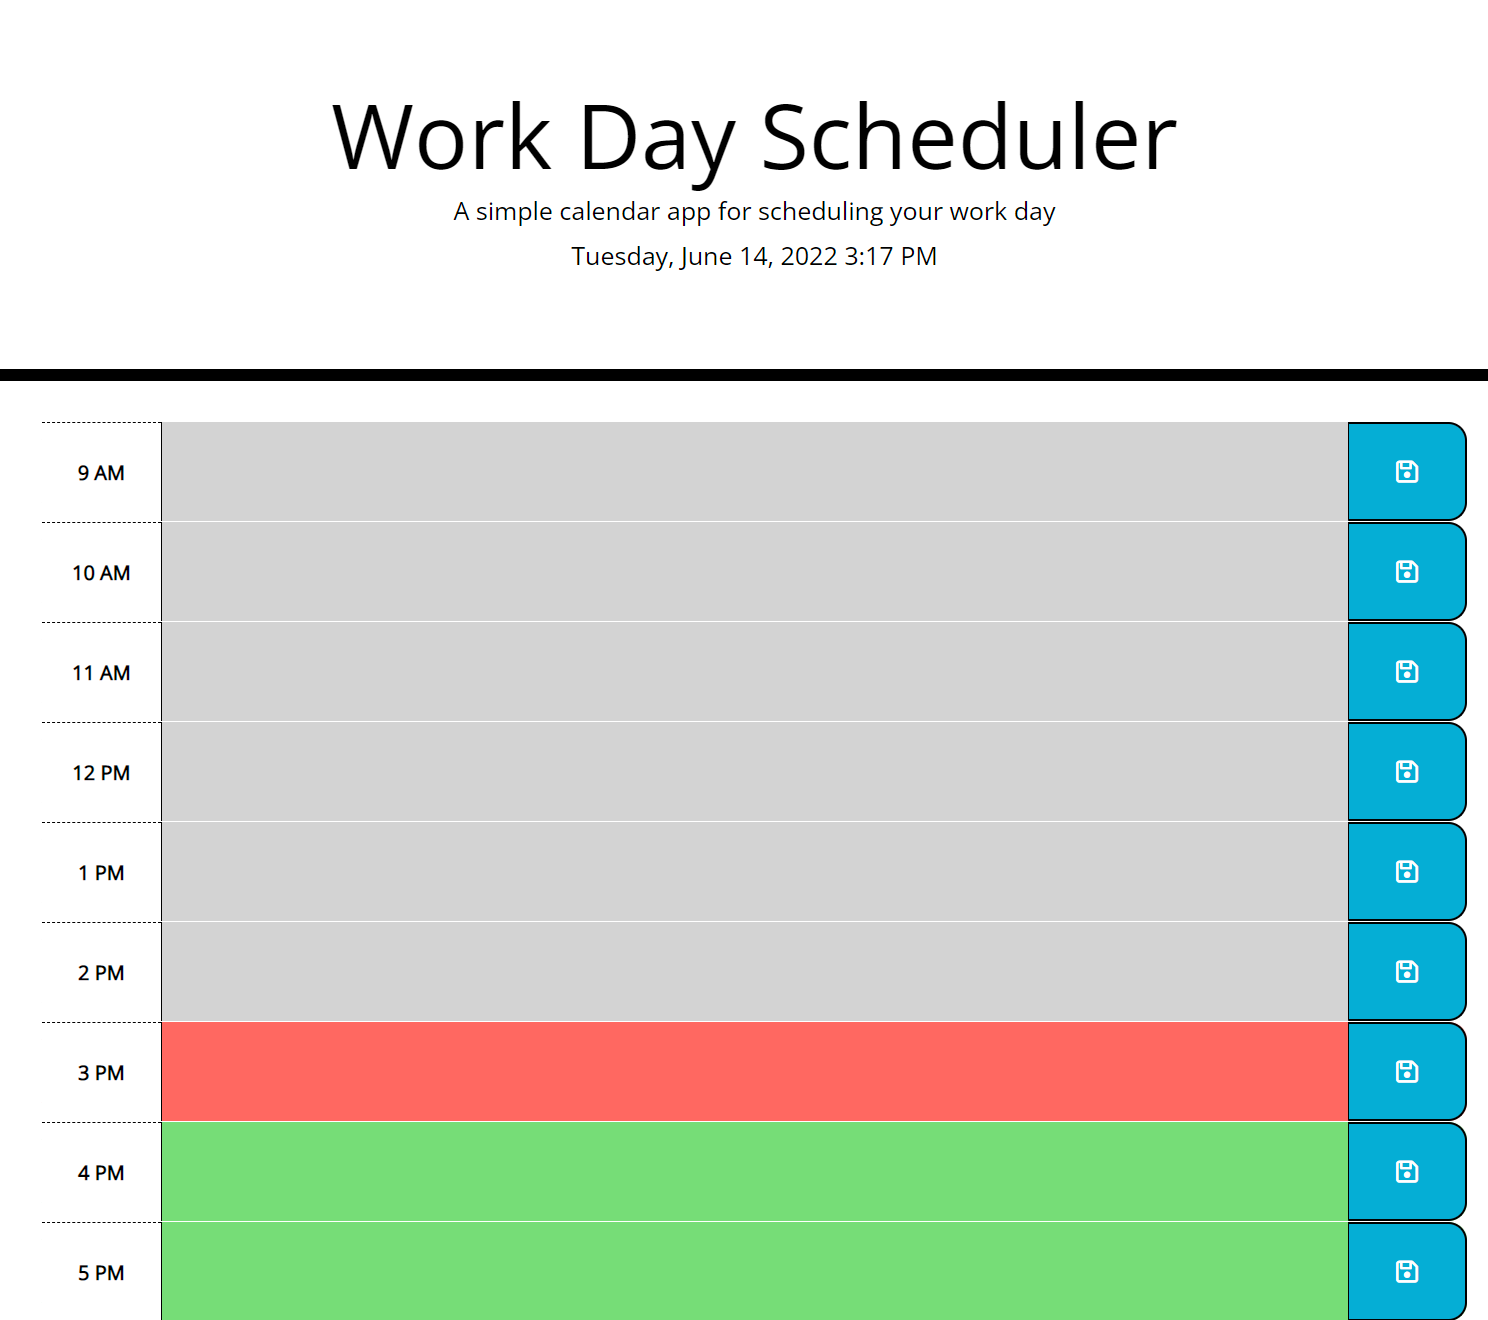 Work Day Scheduler
A simple calendar app for scheduling your work day
Tuesday, June 14, 2022 3:17 PM
9 AM
10 AM
11 AM
12 PM
1 PM
2 PM
3 PM
4 PM
5 PM